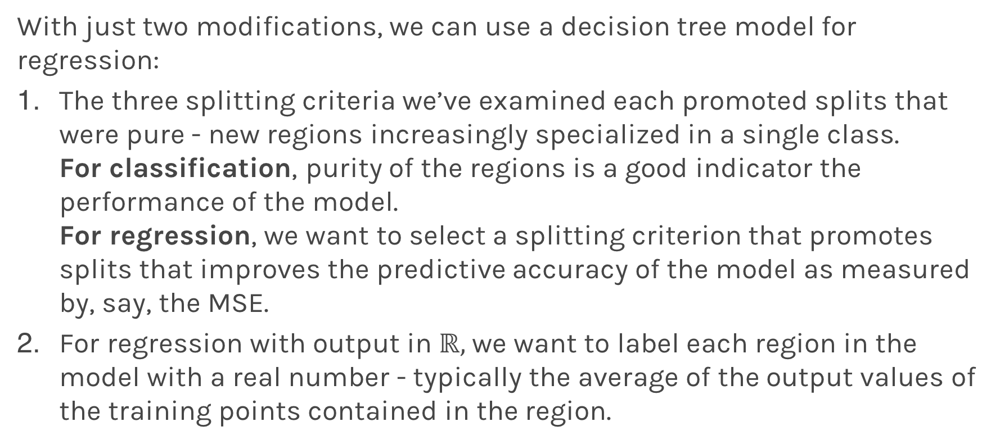 With just two modifications, we can use a decision tree model for
regression:
1. The three splitting criteria we’ve examined each promoted splits that
were pure - new regions increasingly specialized in a single class.
For classification, purity of the regions is a good indicator the
performance of the model.
For regression, we want to select a splitting criterion that promotes
splits that improves the predictive accuracy of the model as measured
by, say, the MSE.
2. For regression with output in ℝ, we want to label each region in the
model with a real number - typically the average of the output values of
the training points contained in the region.